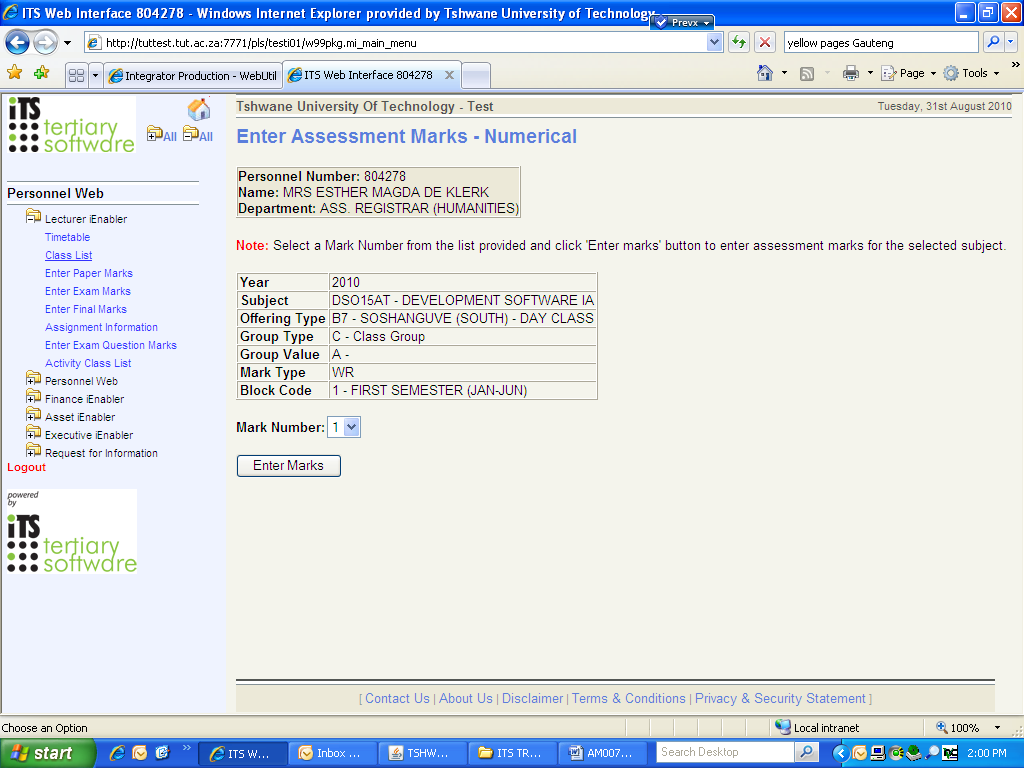 ITS Web Interface 804278 - Windows Internet Explorer provided by Tshwane University of Technology
Prevx
http://tuttest.tut.ac.za:7771/pls/testi01/w99pkg.mi_main_menu
yellow pages Gauteng
Integrator Production - WebUtil
ITS Web Interface 804278
Page
Tools
iTS
tertiary
software
All
All
Tshwane University Of Technology - Test
Tuesday, 31st August 2010
Enter Assessment Marks - Numerical
Personnel Number: 804278
Name: MRS ESTHER MAGDA DE KLERK
Department: ASS. REGISTRAR (HUMANITIES)
Note: Select a Mark Number from the list provided and click 'Enter marks' button to enter assessment marks for the selected subject.
Year 2010
Subject DSO15AT - DEVELOPMENT SOFTWARE IA
Offering Type B7 - SOSHANGUVE (SOUTH) - DAY CLASS
Group Type C - Class Group
Group Value A -
Mark Type WR
Block Code 1 - FIRST SEMESTER (JAN-JUN)
Mark Number: 1
Enter Marks
Personnel Web
Lecturer iEnabler
Timetable
Class List
Enter Paper Marks
Enter Exam Marks
Enter Final Marks
Assignment Information
Enter Exam Question Marks
Activity Class List
Personnel Web
Finance iEnabler
Asset iEnabler
Executive iEnabler
Request for Information
Logout
powered
by
iTS
tertiary
software
[ Contact Us | About Us | Disclaimer | Terms & Conditions | Privacy & Security Statement ]
Choose an Option
Local intranet
100%
start
ITS W...
Inbox ...
TSHW...
ITS TR...
AM007...
Search Desktop
2:00 PM